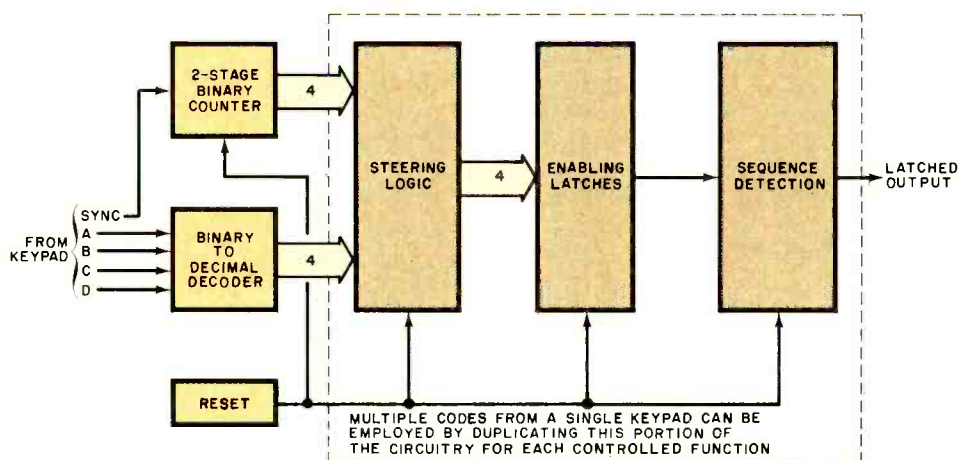 2-STAGE
BINARY
COUNTER
4
STEERING
LOGIC
4
ENABLING
LATCHES
SEQUENCE
DETECTION
LATCHED
OUTPUT
FROM
KEYPAD
SYNC
A
B
C
D
BINARY
TO
DECIMAL
DECODER
4
RESET
MULTIPLE CODES FROM A SINGLE KEYPAD CAN BE
EMPLOYED BY DUPLICATING THIS PORTION OF
THE CIRCUITRY FOR EACH CONTROLLED FUNCTION